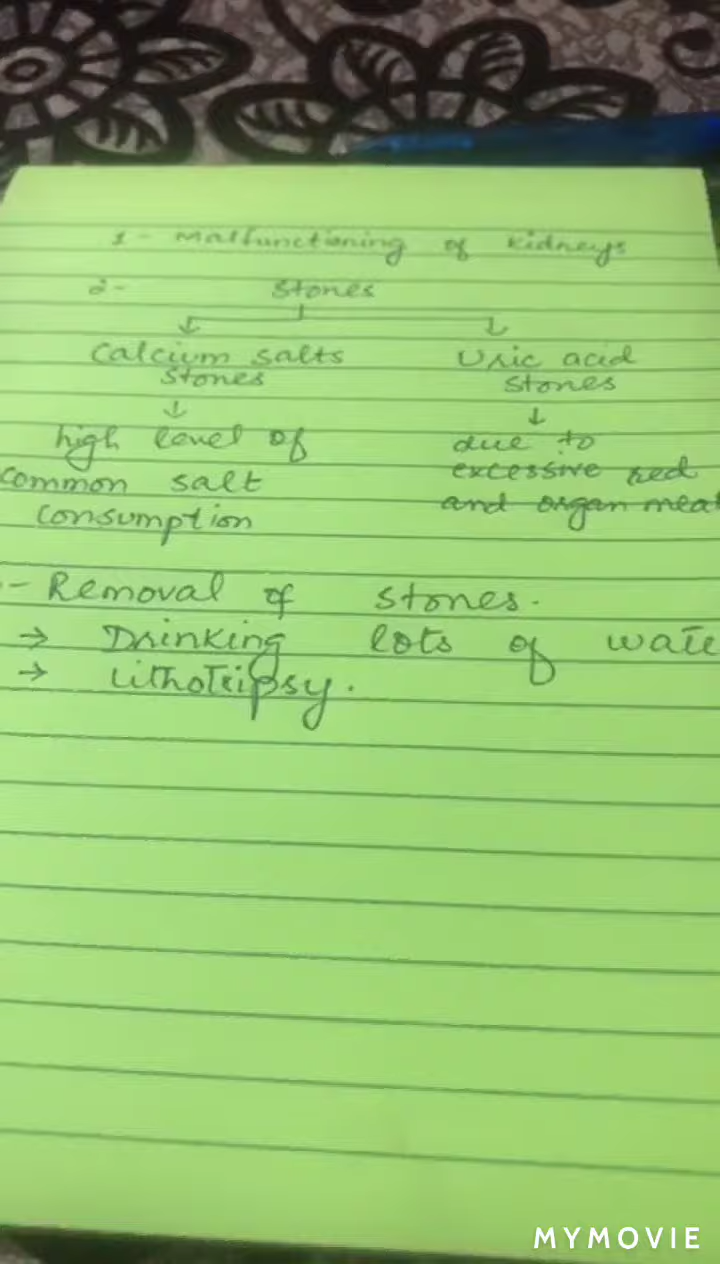 1- Malfunctioning of kidneys
2- Stones
Calcium salts stones
↓
high level of common salt consumption
Uric acid stones
↓
due to excessive red and organ meat
- Removal of stones.
→ Drinking lots of wate
→ Lithotripsy.
MYMOVIE